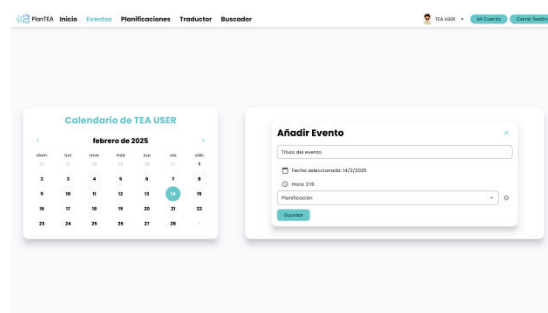 PlanTEA Inicio Eventos Planificaciones Traductor Buscador TEA USER Mi Cuenta Cerrar Sesión
Calendario de TEA USER
febrero de 2025
dom lun mar mié jue vie sáb
26 27 28 29 30 31 1
2 3 4 5 6 7 8
9 10 11 12 13 14 15
16 17 18 19 20 21 22
23 24 25 26 27 28 1
Añadir Evento
Título del evento
Fecha seleccionada: 14/2/2025
Hora: 2:19
Planificación
Guardar